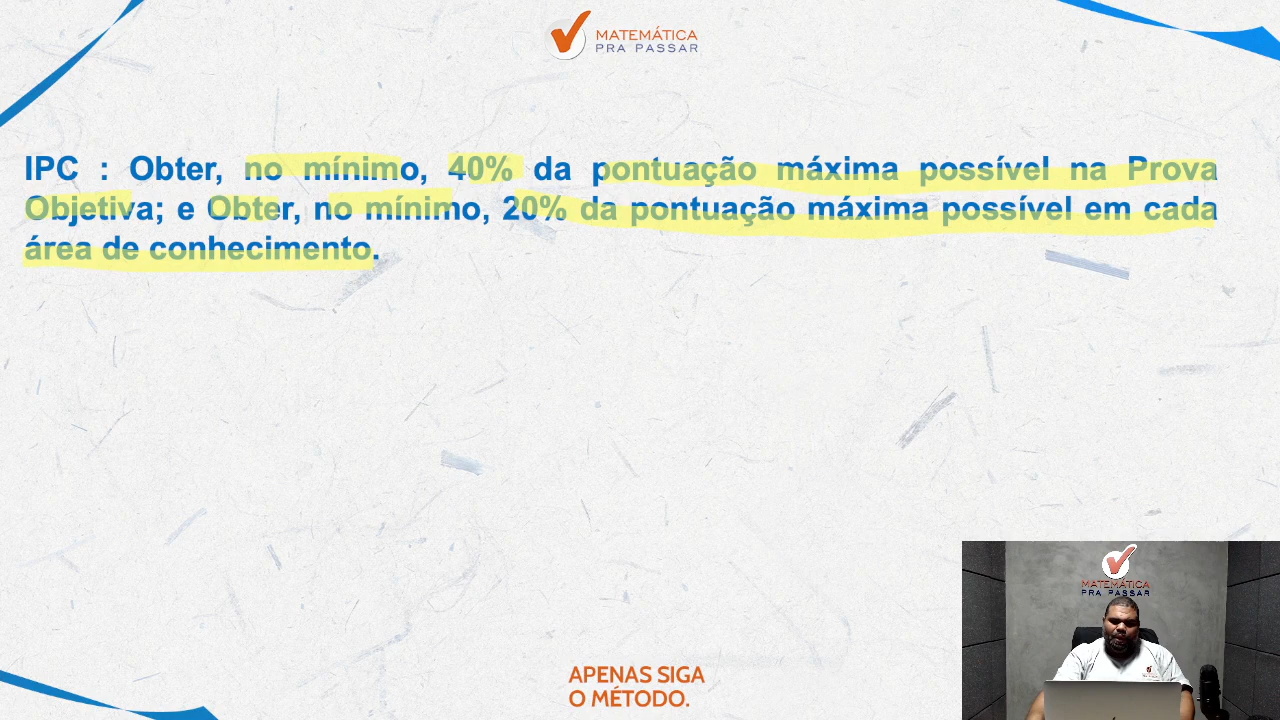 MATEMÁTICA
PRA PASSAR
IPC : Obter, no mínimo, 40% da pontuação máxima possível na Prova
Objetiva; e Obter, no mínimo, 20% da pontuação máxima possível em cada
área de conhecimento.
MATEMÁTICA
PRA PASSAR
APENAS SIGA
O MÉTODO.